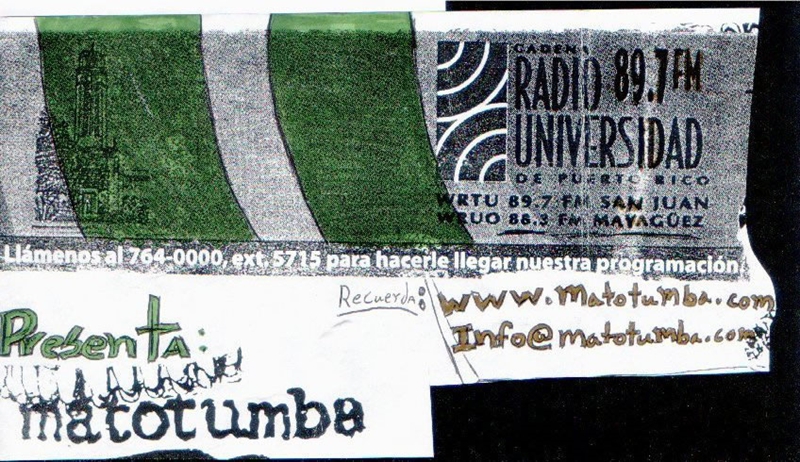 CADENA
RADIO 89.7 FM
UNIVERSIDAD
DE PUERTO RICO
WRTU 89.7 FM SAN JUAN
WRUO 88.3 FM MAYAGÜEZ
Llámenos al 764-0000, ext. 5715 para hacerle llegar nuestra programación.
Recuerda:
www.matotumba.com
Info@matotumba.com
Presenta:
matotumba